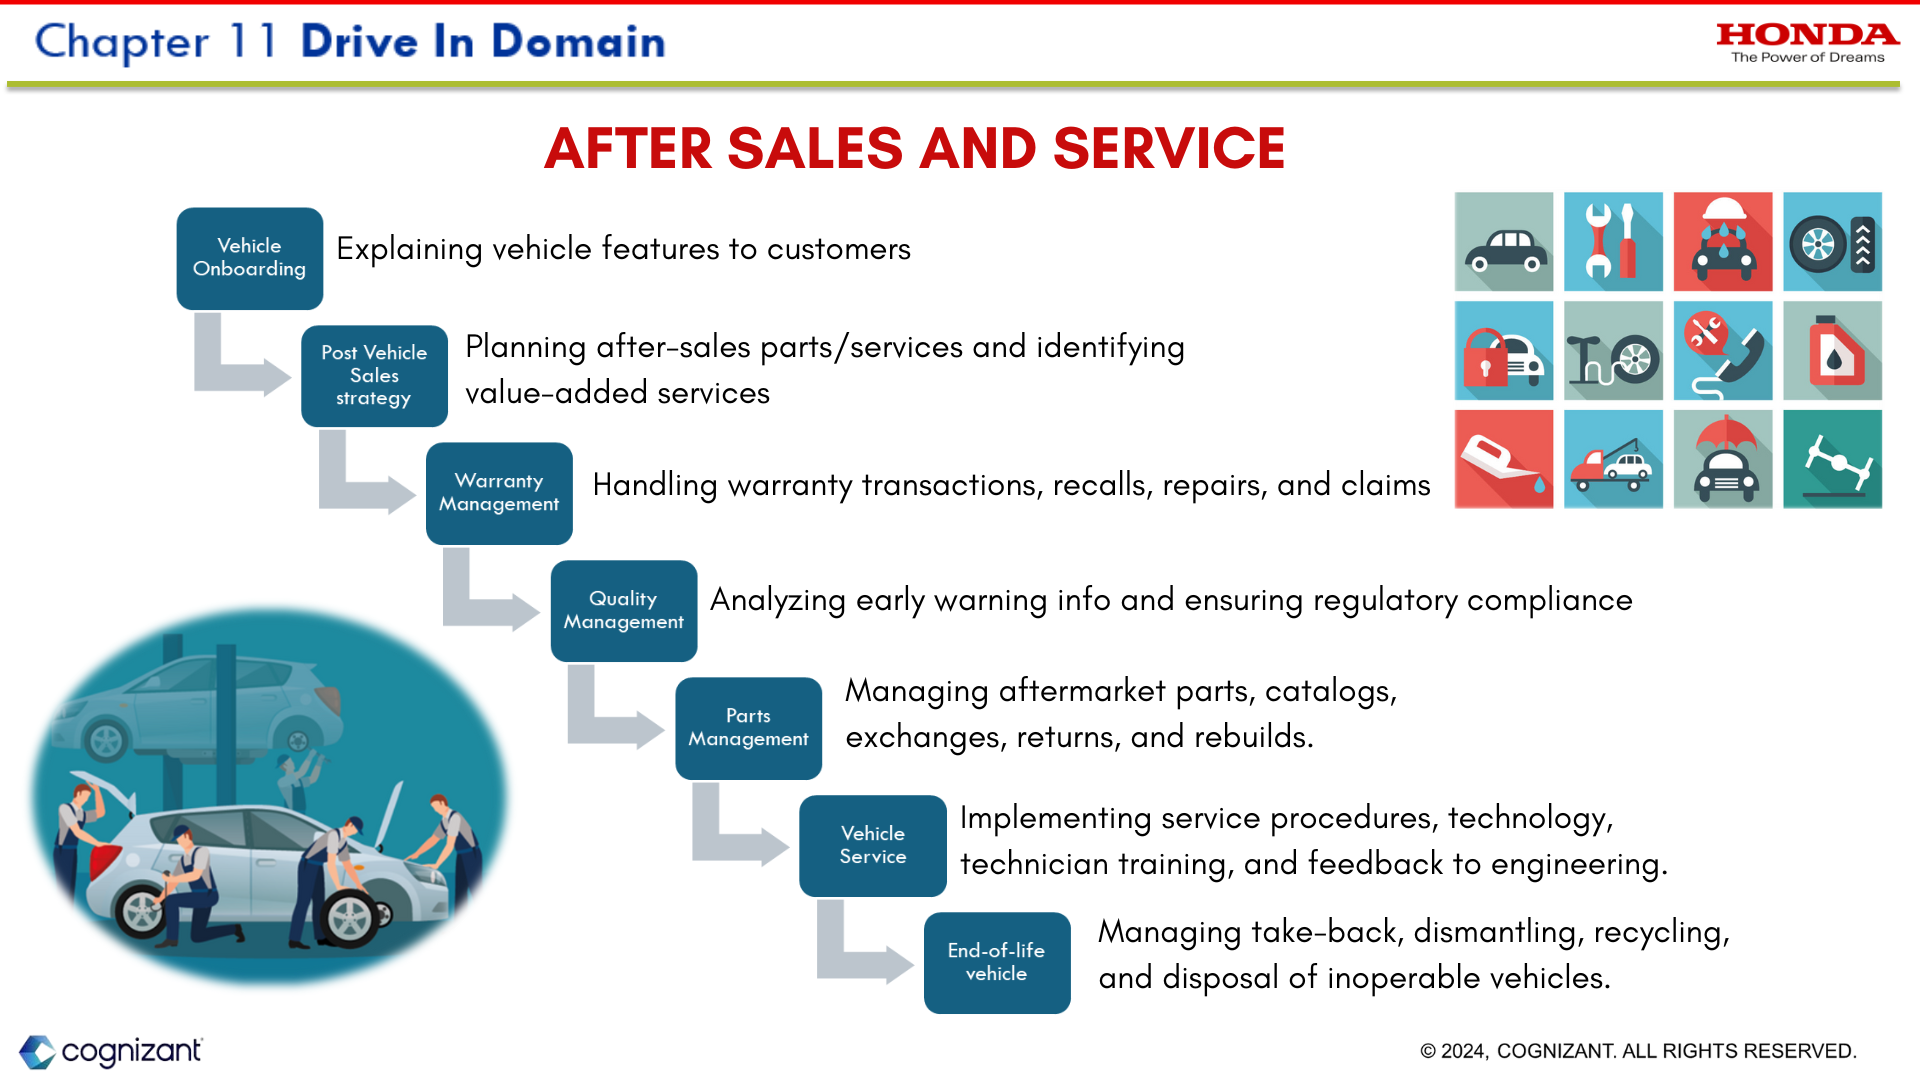 Chapter 11 Drive In Domain
HONDA
The Power of Dreams
AFTER SALES AND SERVICE
Vehicle
Onboarding
Explaining vehicle features to customers
Post Vehicle
Sales
strategy
Planning after-sales parts/services and identifying
value-added services
Warranty
Management
Handling warranty transactions, recalls, repairs, and claims
Quality
Management
Analyzing early warning info and ensuring regulatory compliance
Parts
Management
Managing aftermarket parts, catalogs,
exchanges, returns, and rebuilds.
Vehicle
Service
Implementing service procedures, technology,
technician training, and feedback to engineering.
End-of-life
vehicle
Managing take-back, dismantling, recycling,
and disposal of inoperable vehicles.
cognizant
© 2024, COGNIZANT. ALL RIGHTS RESERVED.